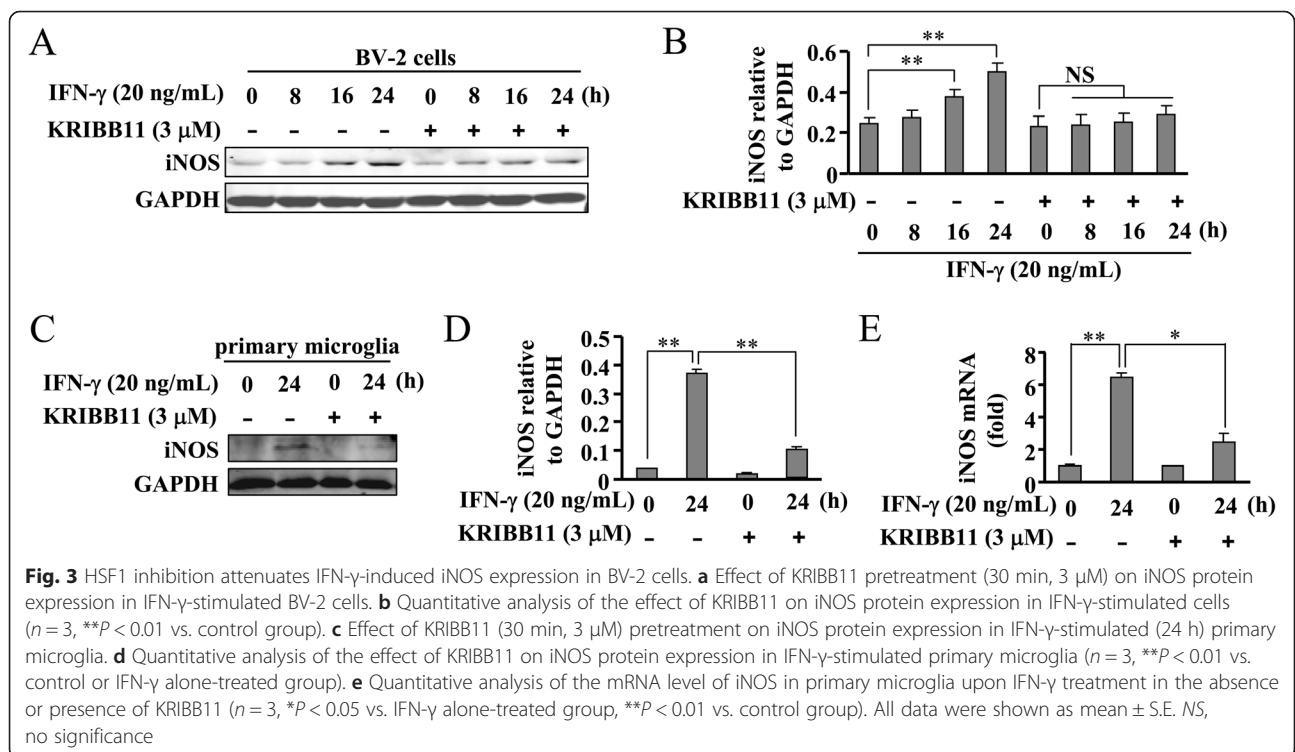 A
BV-2 cells
IFN-γ (20 ng/mL) 0 8 16 24 0 8 16 24 (h)
KRIBB11 (3 μM) – – – – + + + +
iNOS
GAPDH
B
iNOS relative
to GAPDH
0.6
0.4
0.2
0
**
**
NS
KRIBB11 (3 μM) – – – – + + + +
0 8 16 24 0 8 16 24 (h)
IFN-γ (20 ng/mL)
C
primary microglia
IFN-γ (20 ng/mL) 0 24 0 24 (h)
KRIBB11 (3 μM) – – + +
iNOS
GAPDH
D
iNOS relative
to GAPDH
0.5
0.4
0.3
0.2
0.1
0
** **
IFN-γ (20 ng/mL) 0 24 0 24 (h)
KRIBB11 (3 μM) – – + +
E
iNOS mRNA
(fold)
8
6
4
2
0
** *
IFN-γ (20 ng/mL) 0 24 0 24 (h)
KRIBB11 (3 μM) – – + +
Fig. 3 HSF1 inhibition attenuates IFN-γ-induced iNOS expression in BV-2 cells. a Effect of KRIBB11 pretreatment (30 min, 3 μM) on iNOS protein
expression in IFN-γ-stimulated BV-2 cells. b Quantitative analysis of the effect of KRIBB11 on iNOS protein expression in IFN-γ-stimulated cells
(n = 3, **P < 0.01 vs. control group). c Effect of KRIBB11 (30 min, 3 μM) pretreatment on iNOS protein expression in IFN-γ-stimulated (24 h) primary
microglia. d Quantitative analysis of the effect of KRIBB11 on iNOS protein expression in IFN-γ-stimulated primary microglia (n = 3, **P < 0.01 vs.
control or IFN-γ alone-treated group). e Quantitative analysis of the mRNA level of iNOS in primary microglia upon IFN-γ treatment in the absence
or presence of KRIBB11 (n = 3, *P < 0.05 vs. IFN-γ alone-treated group, **P < 0.01 vs. control group). All data were shown as mean ± S.E. NS,
no significance